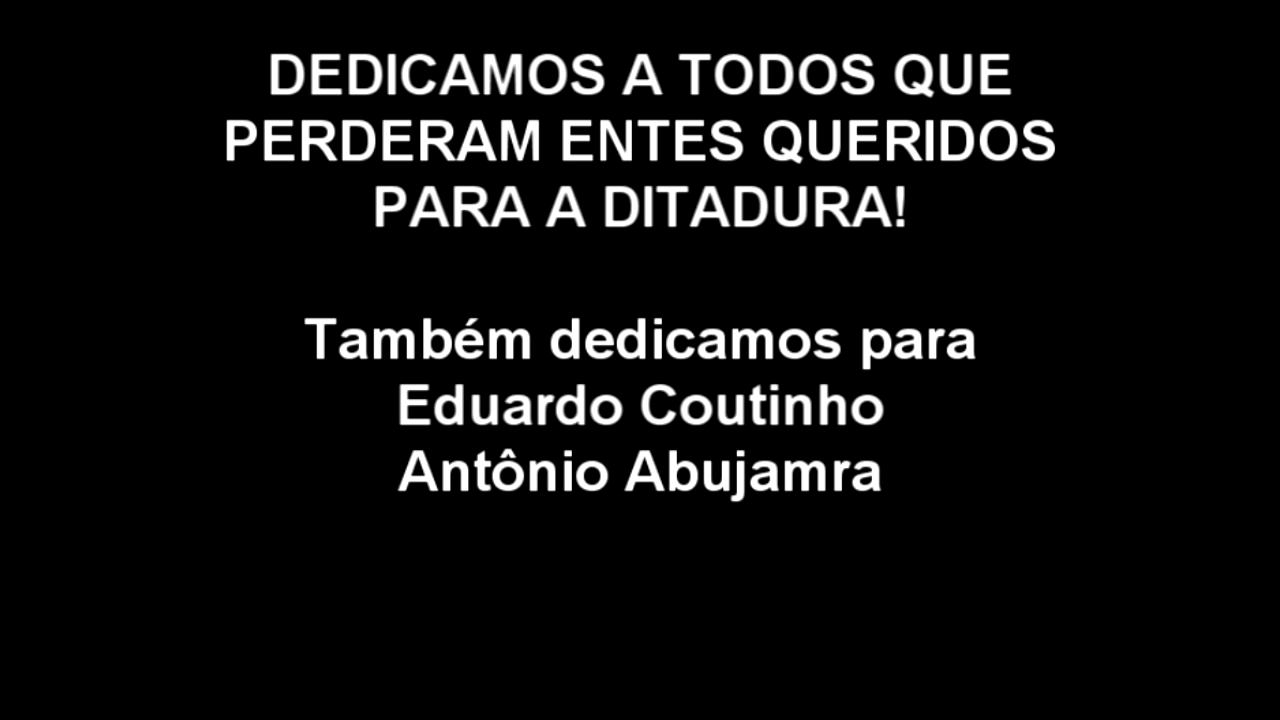 DEDICAMOS A TODOS QUE
PERDERAM ENTES QUERIDOS
PARA A DITADURA!
Também dedicamos para
Eduardo Coutinho
Antônio Abujamra